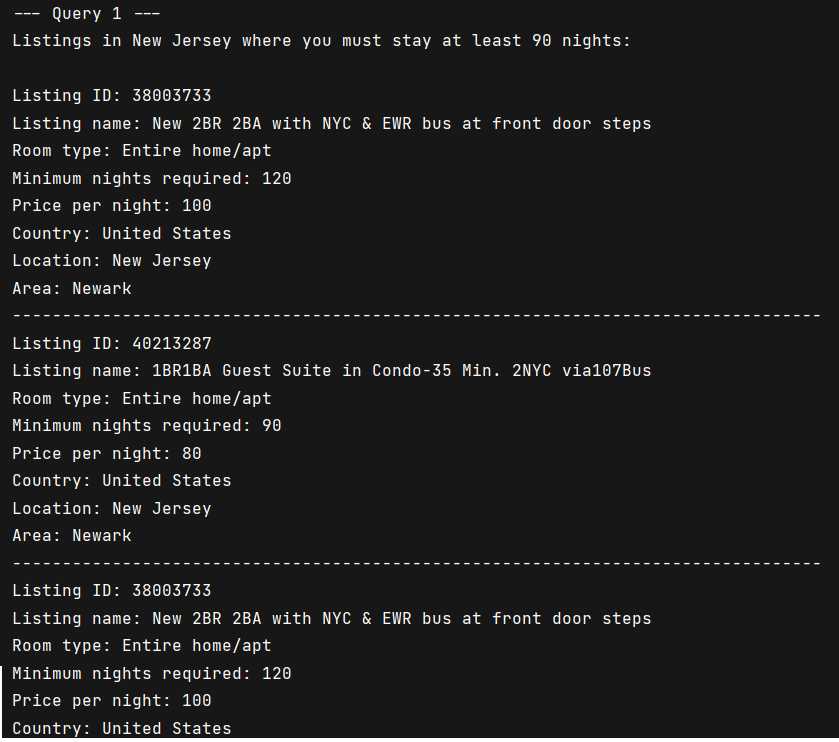 --- Query 1 ---
Listings in New Jersey where you must stay at least 90 nights:
Listing ID: 38003733
Listing name: New 2BR 2BA with NYC & EWR bus at front door steps
Room type: Entire home/apt
Minimum nights required: 120
Price per night: 100
Country: United States
Location: New Jersey
Area: Newark
---------------------------------------------------------------------------------
Listing ID: 40213287
Listing name: 1BR1BA Guest Suite in Condo-35 Min. 2NYC via107Bus
Room type: Entire home/apt
Minimum nights required: 90
Price per night: 80
Country: United States
Location: New Jersey
Area: Newark
---------------------------------------------------------------------------------
Listing ID: 38003733
Listing name: New 2BR 2BA with NYC & EWR bus at front door steps
Room type: Entire home/apt
Minimum nights required: 120
Price per night: 100
Country: United States